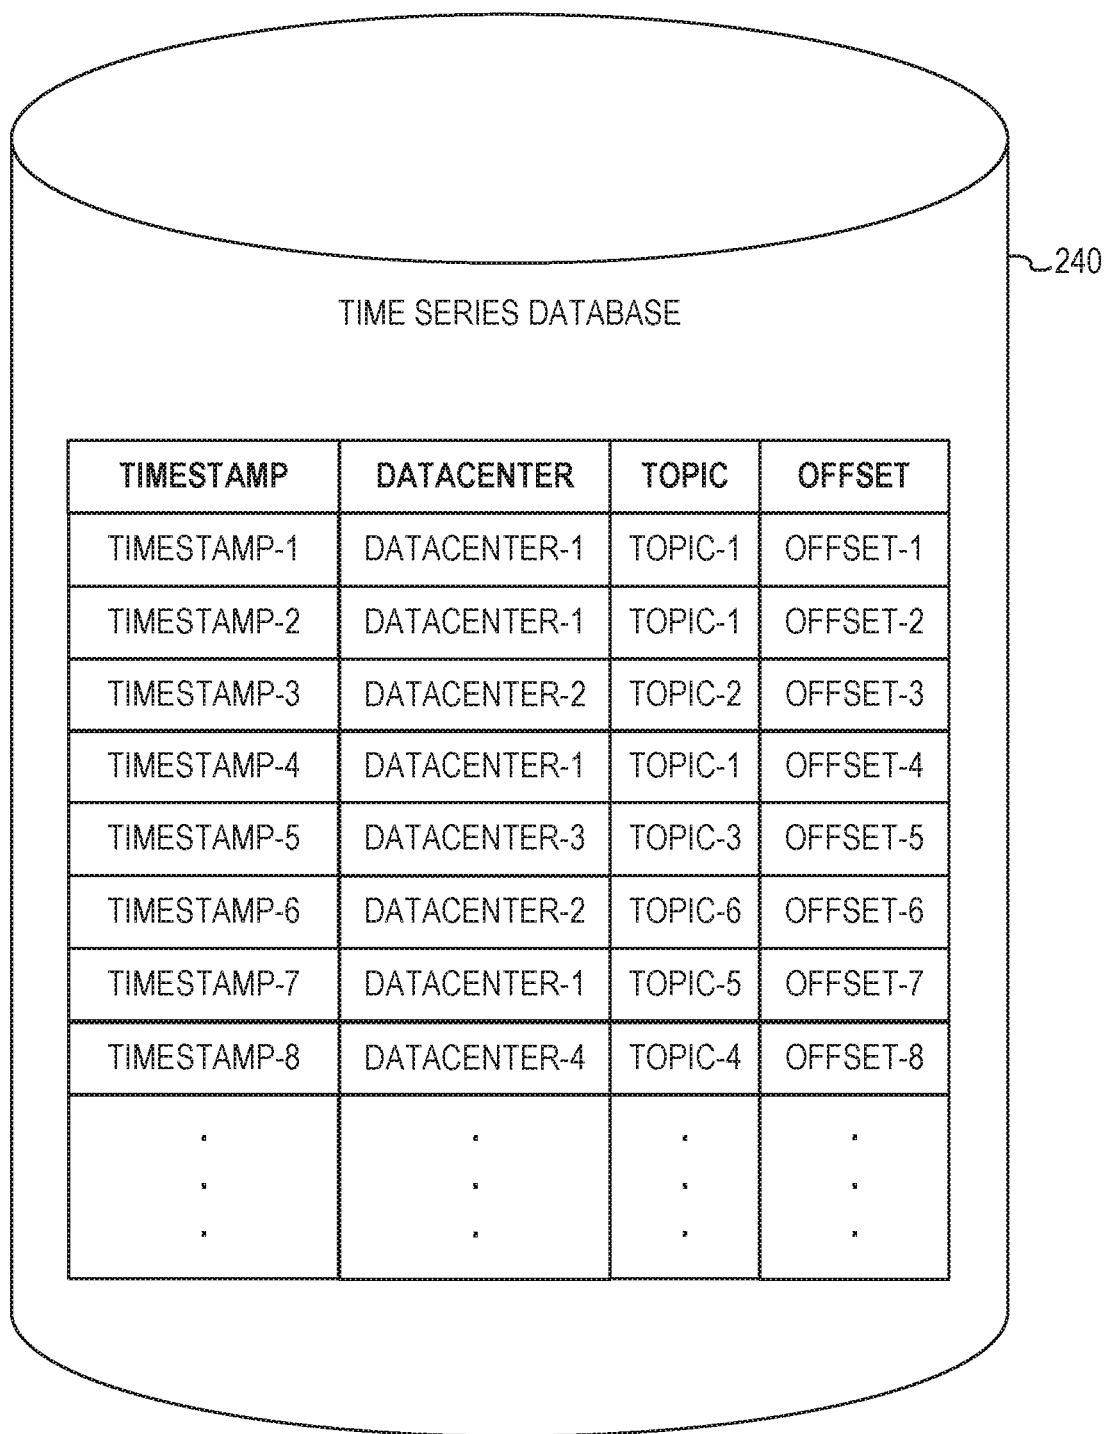 240
TIME SERIES DATABASE
TIMESTAMP DATACENTER TOPIC OFFSET
TIMESTAMP-1 DATACENTER-1 TOPIC-1 OFFSET-1
TIMESTAMP-2 DATACENTER-1 TOPIC-1 OFFSET-2
TIMESTAMP-3 DATACENTER-2 TOPIC-2 OFFSET-3
TIMESTAMP-4 DATACENTER-1 TOPIC-1 OFFSET-4
TIMESTAMP-5 DATACENTER-3 TOPIC-3 OFFSET-5
TIMESTAMP-6 DATACENTER-2 TOPIC-6 OFFSET-6
TIMESTAMP-7 DATACENTER-1 TOPIC-5 OFFSET-7
TIMESTAMP-8 DATACENTER-4 TOPIC-4 OFFSET-8
. . . .
. . . .
. . . .